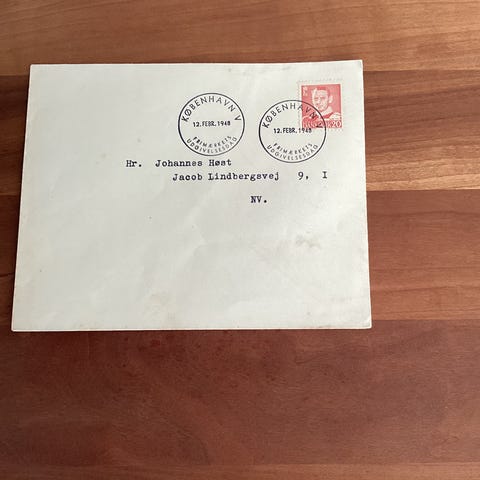 KØBENHAVN V
12. FEBR. 1948
FRIMÆRKETS
UDGIVELSESDAG
KØBENHAVN V
12. FEBR. 1948
FRIMÆRKETS
UDGIVELSESDAG
20
Hr. Johannes Høst
Jacob Lindbergsvej 9, I
NV.